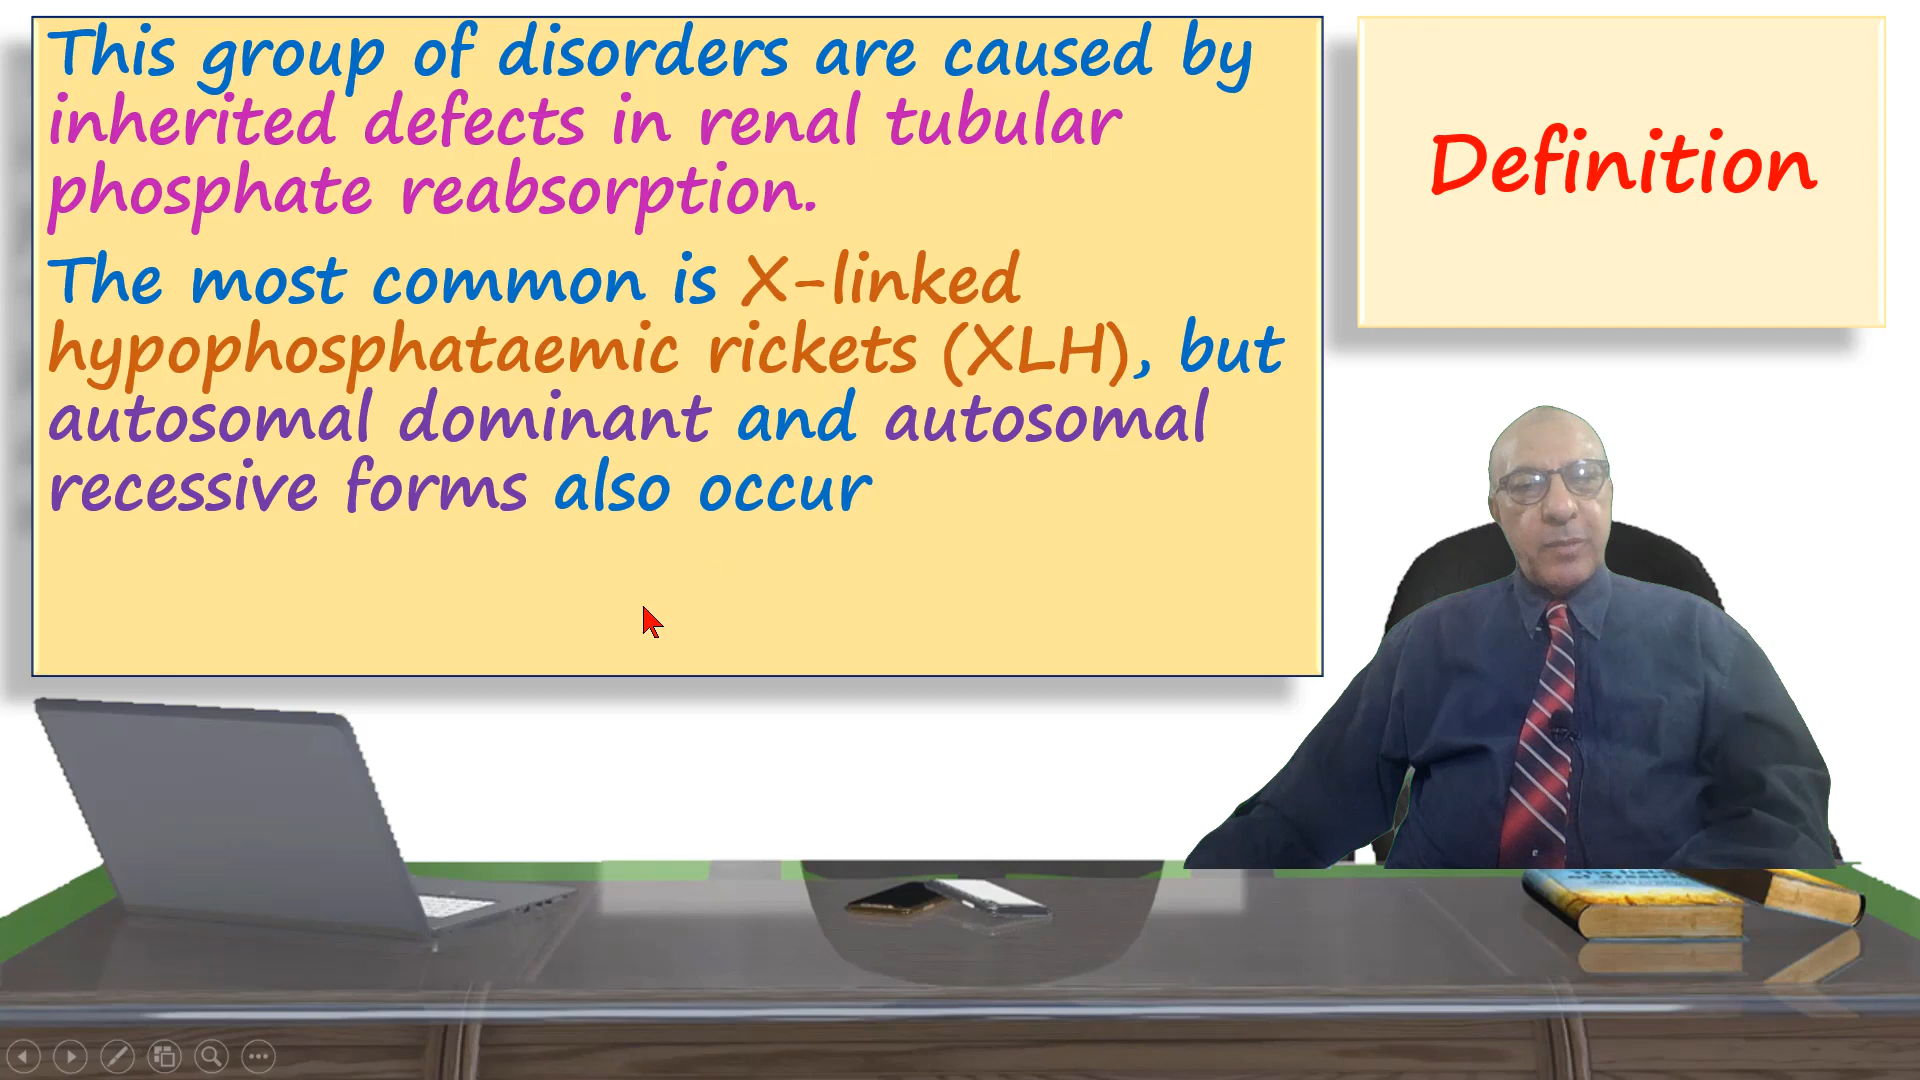 This group of disorders are caused by
inherited defects in renal tubular
phosphate reabsorption.
The most common is X-linked
hypophosphataemic rickets (XLH), but
autosomal dominant and autosomal
recessive forms also occur
Definition